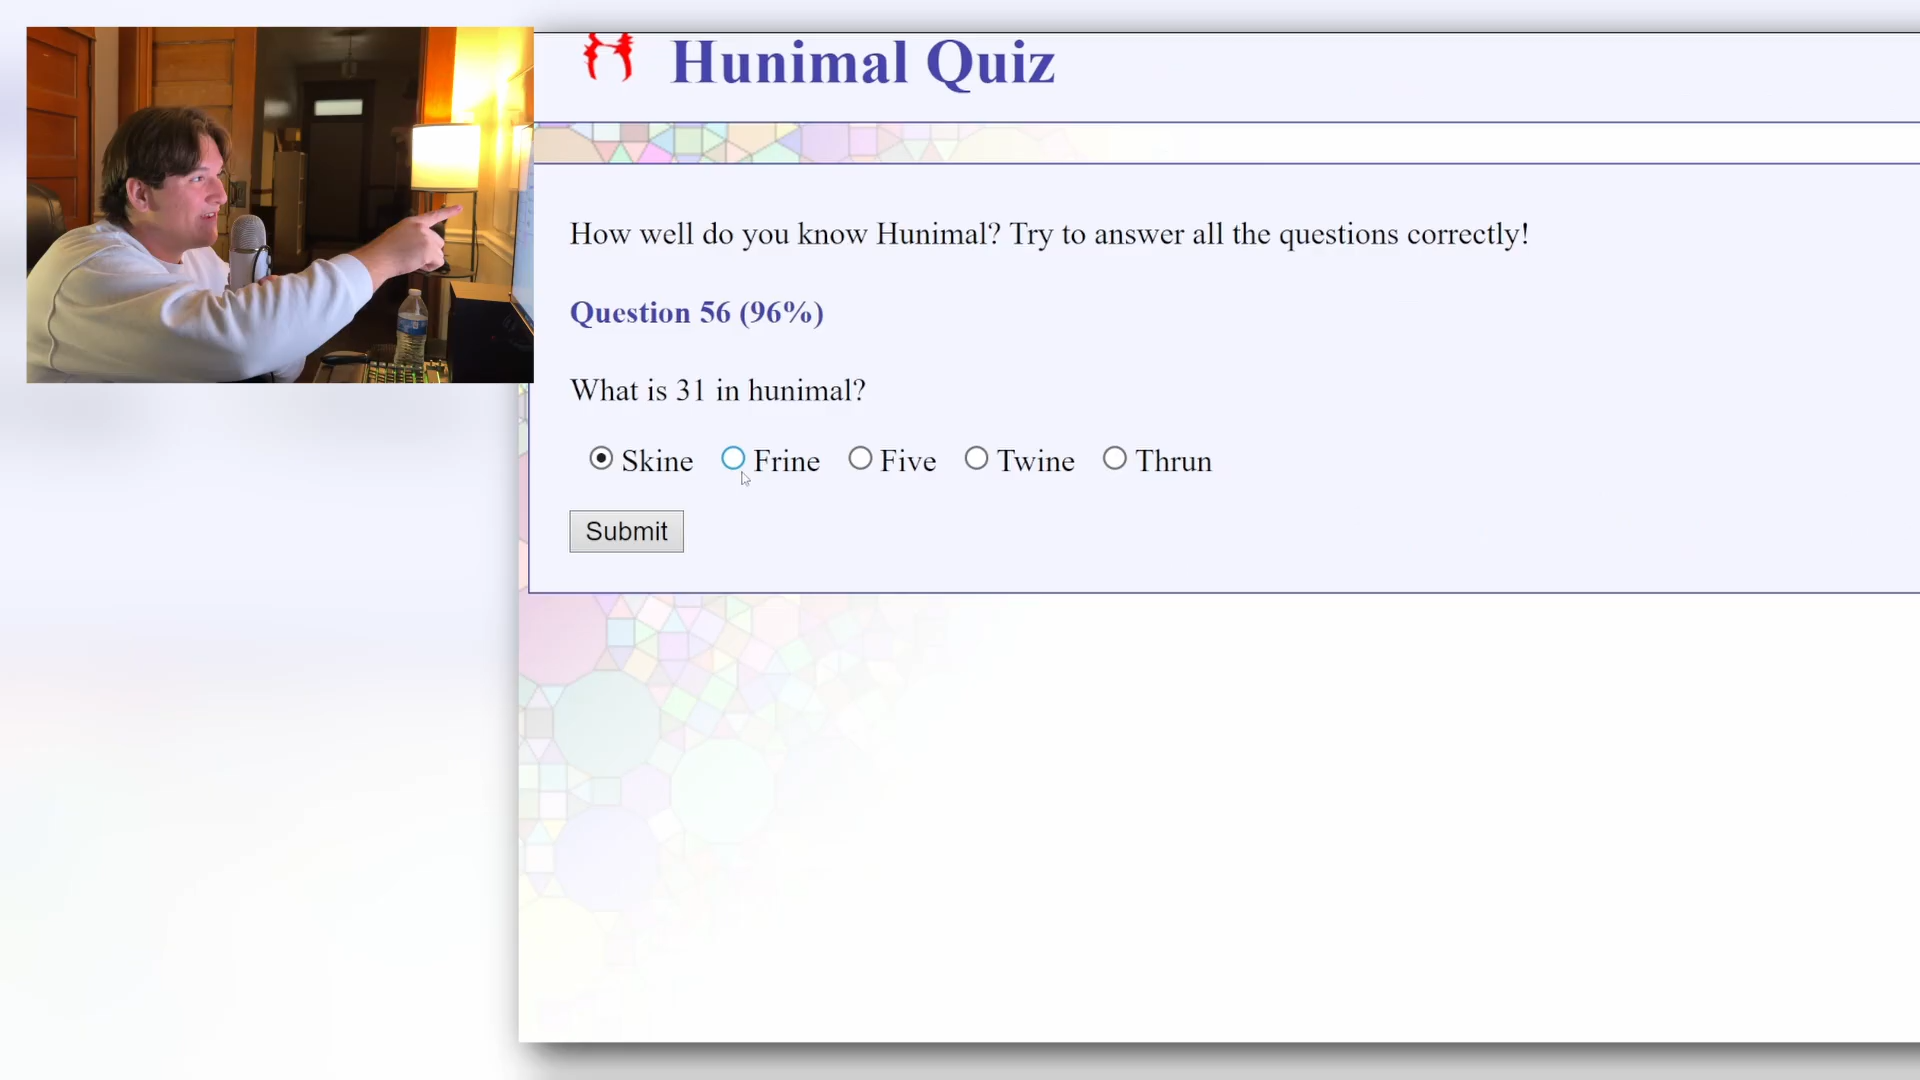 Hunimal Quiz
How well do you know Hunimal? Try to answer all the questions correctly!
Question 56 (96%)
What is 31 in hunimal?
Skine Frine Five Twine Thrun
Submit